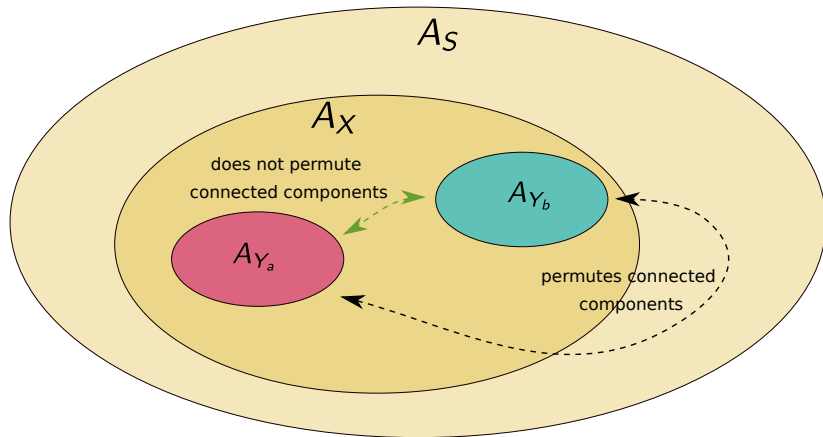 A_S
A_X
does not permute
connected components
A_{Y_b}
A_{Y_a}
permutes connected
components